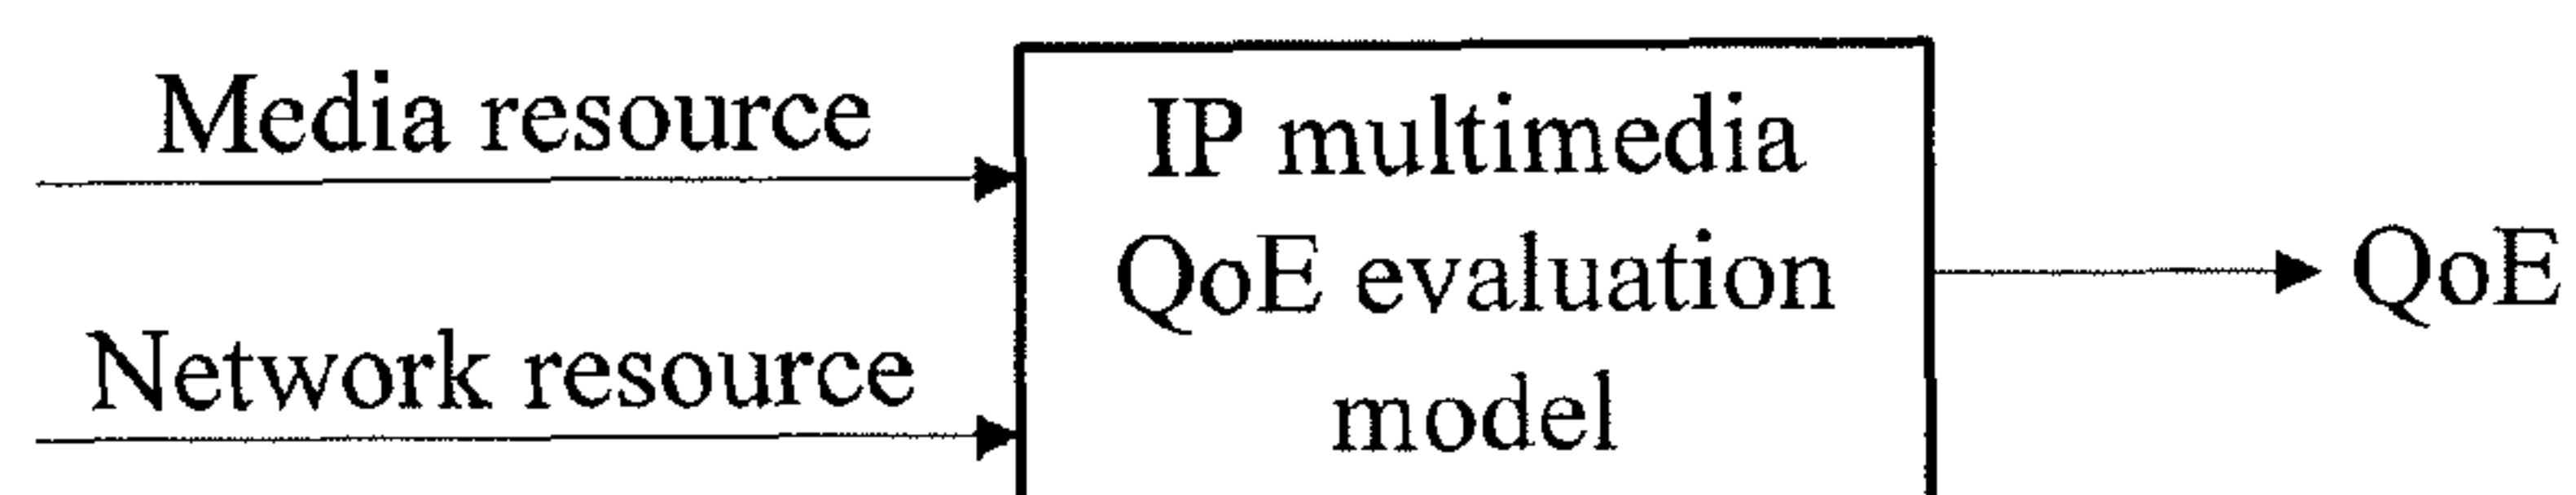 Media resource
Network resource
IP multimedia
QoE evaluation
model
QoE